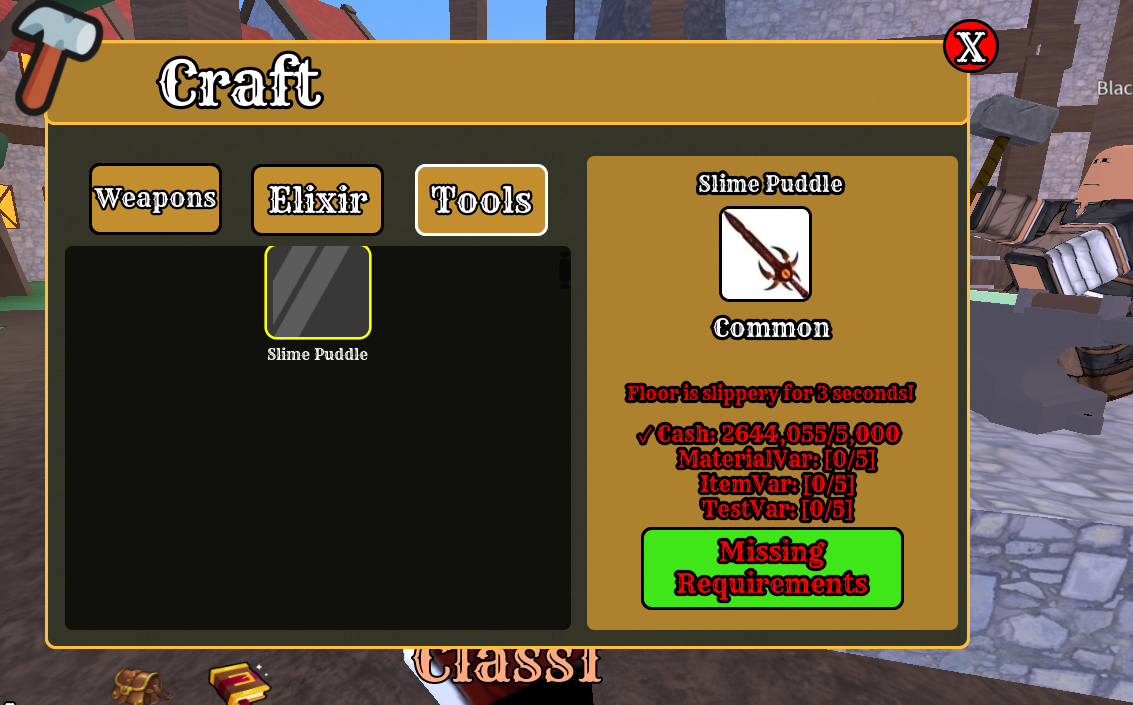 Craft
X
Blac
Weapons
Elixir
Tools
Slime Puddle
Slime Puddle
Common
Floor is slippery for 3 seconds!
✓Cash: 2644,055/5,000
MaterialVar: [0/5]
ItemVar: [0/5]
TestVar: [0/5]
Missing
Requirements